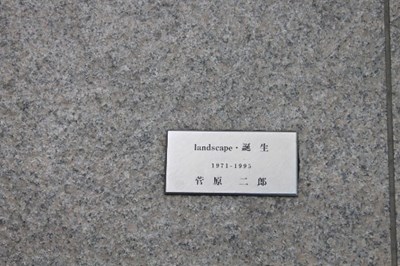 landscape・誕 生
1971-1995
菅 原 二 郎